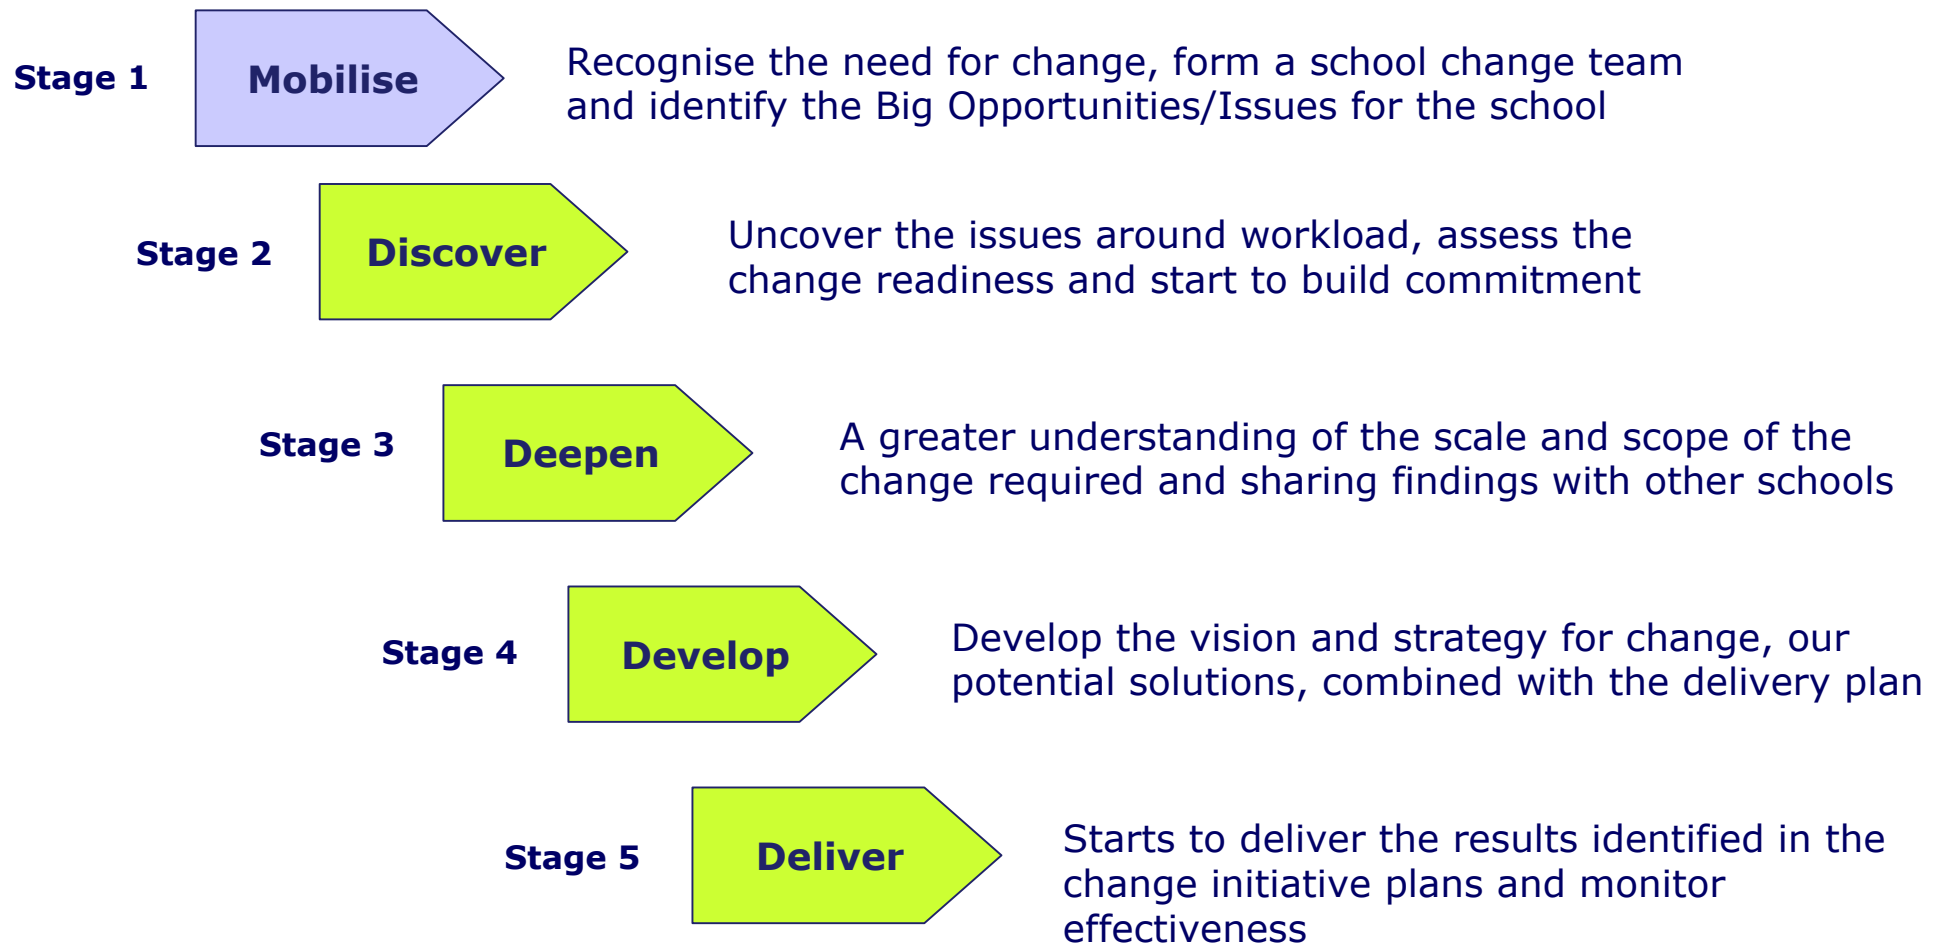 Stage 1
Mobilise
Recognise the need for change, form a school change team
and identify the Big Opportunities/Issues for the school
Stage 2
Discover
Uncover the issues around workload, assess the
change readiness and start to build commitment
Stage 3
Deepen
A greater understanding of the scale and scope of the
change required and sharing findings with other schools
Stage 4
Develop
Develop the vision and strategy for change, our
potential solutions, combined with the delivery plan
Stage 5
Deliver
Starts to deliver the results identified in the
change initiative plans and monitor
effectiveness